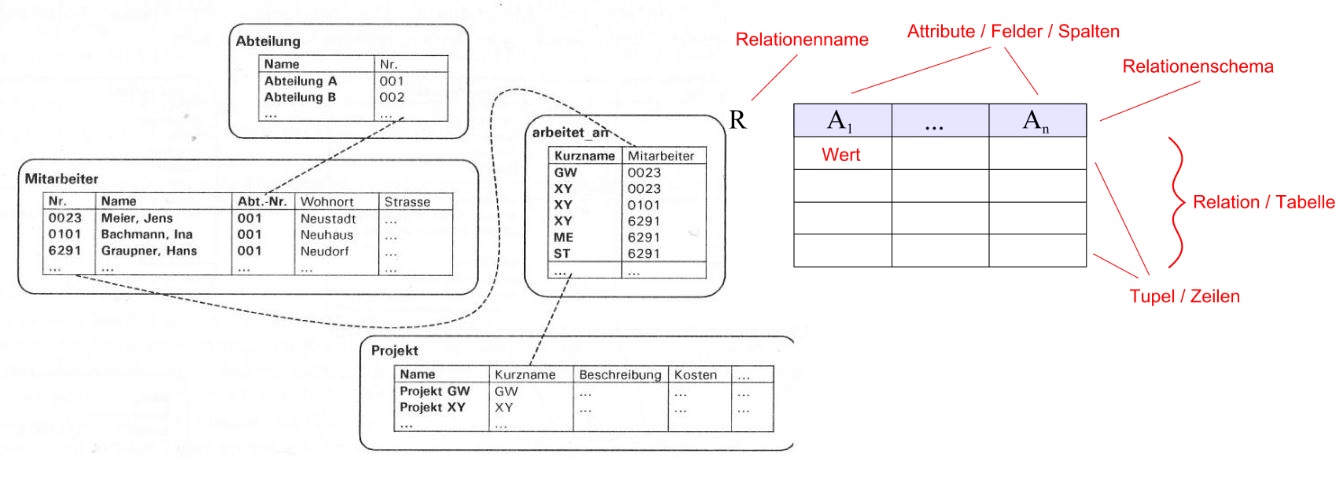 Abteilung
Name Nr.
Abteilung A 001
Abteilung B 002
... ...
Mitarbeiter
Nr. Name Abt.-Nr. Wohnort Strasse
0023 Meier, Jens 001 Neustadt ...
0101 Bachmann, Ina 001 Neuhaus ...
6291 Graupner, Hans 001 Neudorf ...
... ... ... ... ...
arbeitet_an
Kurzname Mitarbeiter
GW 0023
XY 0023
XY 0101
XY 6291
ME 6291
ST 6291
... ...
Projekt
Name Kurzname Beschreibung Kosten ...
Projekt GW GW ... ... ...
Projekt XY XY ... ... ...
... ...
Relationenname
Attribute / Felder / Spalten
Relationenschema
R
A1 ... An
Wert
Relation / Tabelle
Tupel / Zeilen